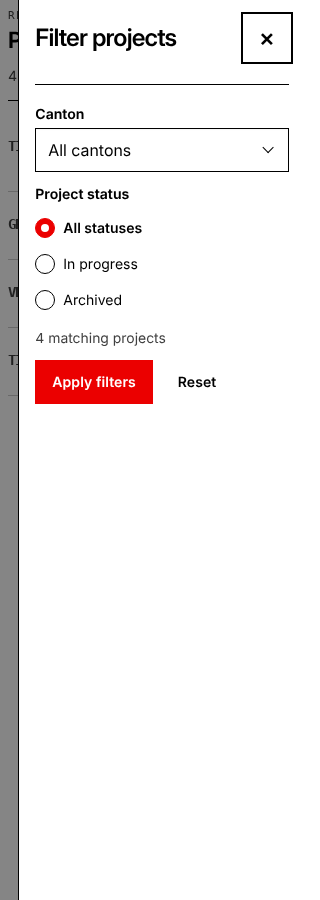 Filter projects
Canton
All cantons
Project status
All statuses
In progress
Archived
4 matching projects
Apply filters
Reset